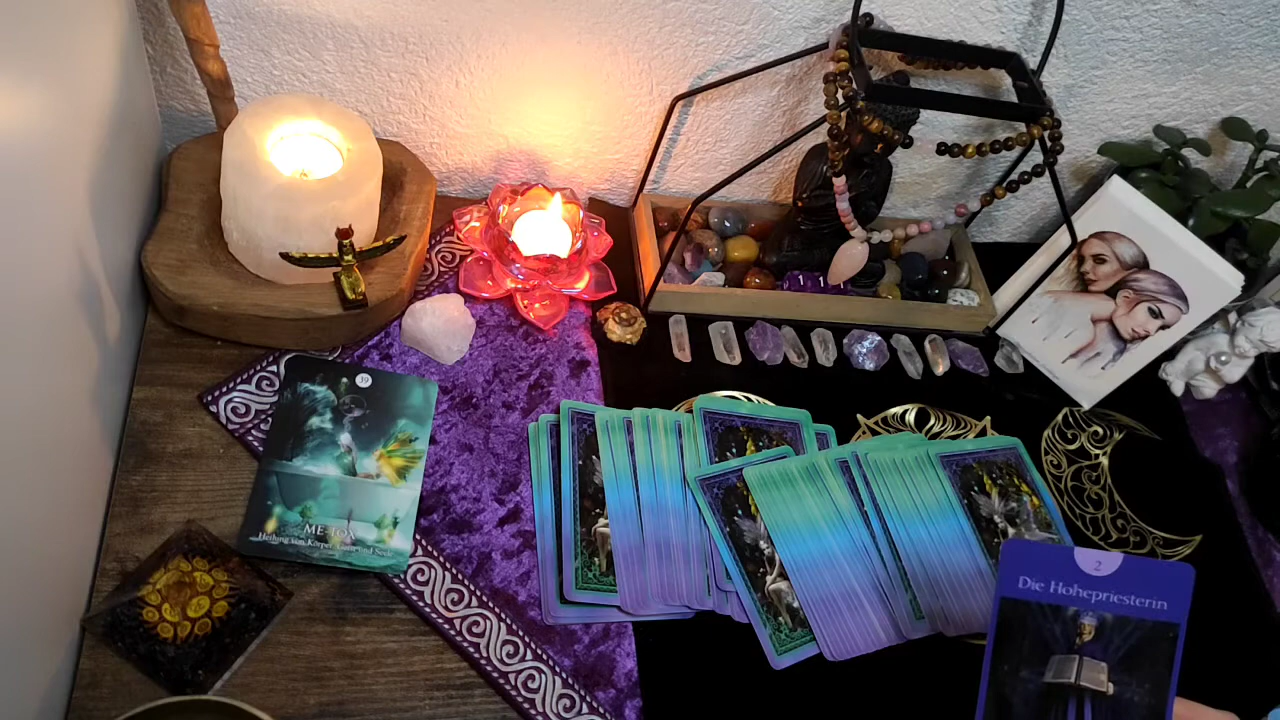 39
ME-TOX
Heilung von Körper, Geist und Seele
2
Die Hohepriesterin